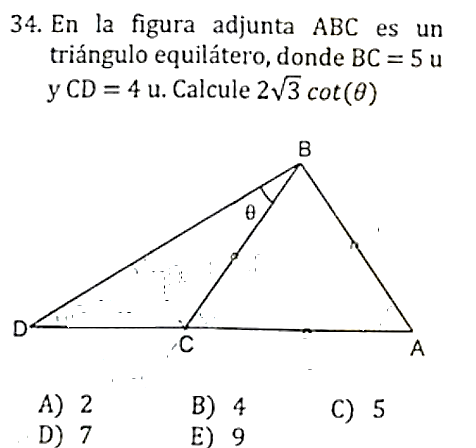 34. En la figura adjunta ABC es un
triángulo equilátero, donde BC = 5 u
y CD = 4 u. Calcule 2√3 cot(θ)
B
θ
D
C
A
A) 2 B) 4 C) 5
D) 7 E) 9